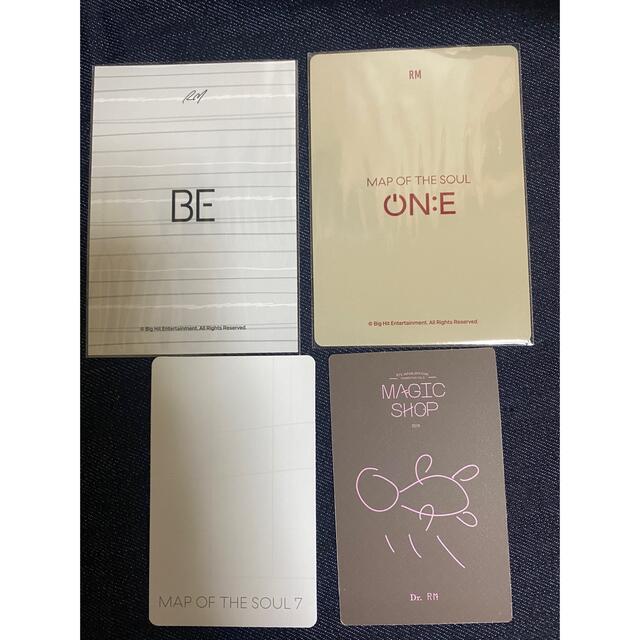 RM
BE
© Big Hit Entertainment. All Rights Reserved.
RM
MAP OF THE SOUL
ON:E
© Big Hit Entertainment. All Rights Reserved.
MAP OF THE SOUL 7
MAGIC
SHOP
Dr. RM